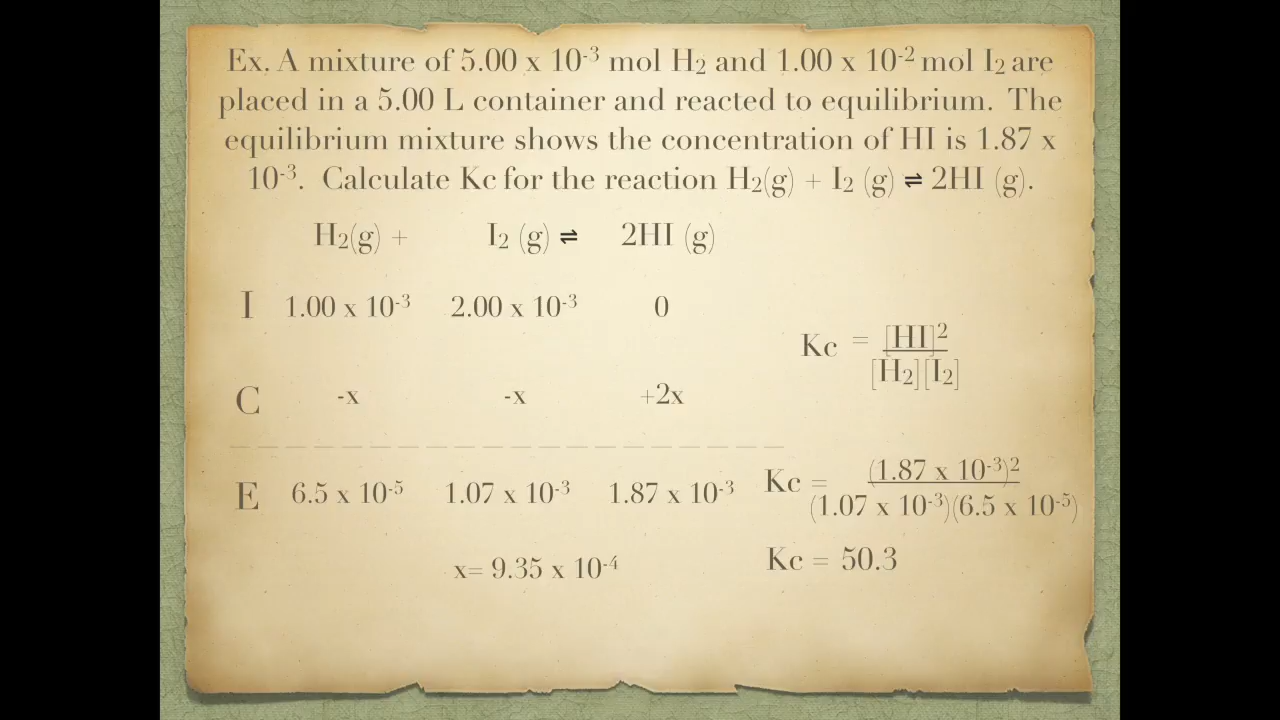 Ex. A mixture of 5.00 x 10⁻³ mol H₂ and 1.00 x 10⁻² mol I₂ are
placed in a 5.00 L container and reacted to equilibrium. The
equilibrium mixture shows the concentration of HI is 1.87 x
10⁻³. Calculate Kc for the reaction H₂(g) + I₂ (g) ⇌ 2HI (g).
H₂(g) + I₂ (g) ⇌ 2HI (g)
I 1.00 x 10⁻³ 2.00 x 10⁻³ 0
Kc = [HI]²
[H₂][I₂]
C -x -x +2x
E 6.5 x 10⁻⁵ 1.07 x 10⁻³ 1.87 x 10⁻³
Kc = (1.87 x 10⁻³)²
(1.07 x 10⁻³)(6.5 x 10⁻⁵)
x= 9.35 x 10⁻⁴
Kc = 50.3